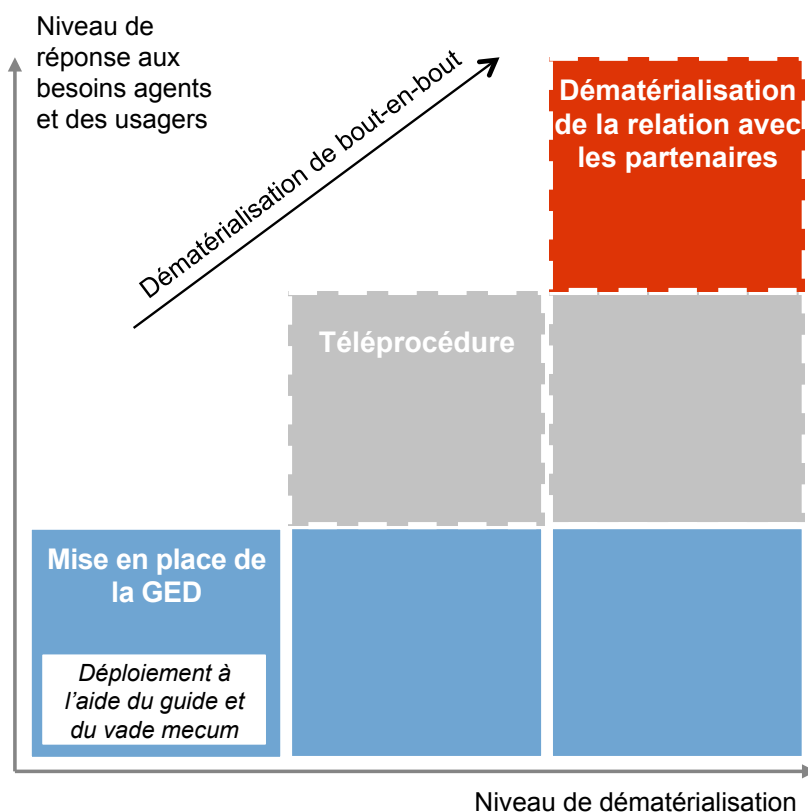 Niveau de
réponse aux
besoins agents
et des usagers
Dématérialisation de bout-en-bout
Dématérialisation
de la relation avec
les partenaires
Téléprocédure
Mise en place de
la GED
Déploiement à
l'aide du guide et
du vade mecum
Niveau de dématérialisation